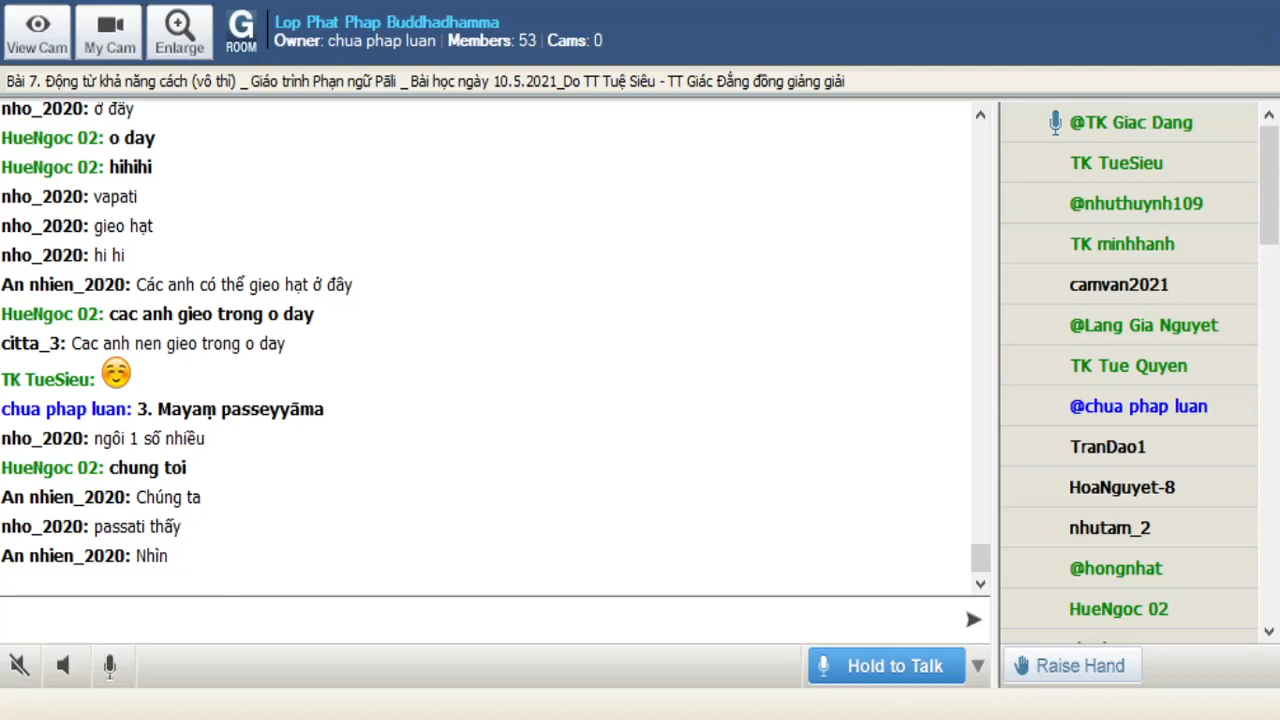 View Cam
My Cam
Enlarge
G
ROOM
Lop Phat Phap Buddhadhamma
Owner: chua phap luan | Members: 53 | Cams: 0
Bài 7. Động từ khả năng cách (vô thì) _ Giáo trình Phạn ngữ Pāli _ Bài học ngày 10.5.2021_Do TT Tuệ Siêu - TT Giác Đẳng đồng giảng giải
nho_2020: ở đây
HueNgoc 02: o day
HueNgoc 02: hihihi
nho_2020: vapati
nho_2020: gieo hạt
nho_2020: hi hi
An nhien_2020: Các anh có thể gieo hạt ở đây
HueNgoc 02: cac anh gieo trong o day
citta_3: Cac anh nen gieo trong o day
TK TueSieu:
chua phap luan: 3. Mayaṃ passeyyāma
nho_2020: ngôi 1 số nhiều
HueNgoc 02: chung toi
An nhien_2020: Chúng ta
nho_2020: passati thấy
An nhien_2020: Nhìn
@TK Giac Dang
TK TueSieu
@nhuthuynh109
TK minhhanh
camvan2021
@Lang Gia Nguyet
TK Tue Quyen
@chua phap luan
TranDao1
HoaNguyet-8
nhutam_2
@hongnhat
HueNgoc 02
Hold to Talk
Raise Hand